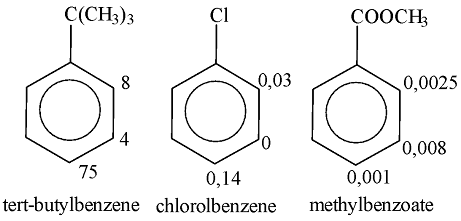 C(CH₃)₃
8
4
75
tert-butylbenzene
Cl
0,03
0
0,14
chlorolbenzene
COOCH₃
0,0025
0,008
0,001
methylbenzoate